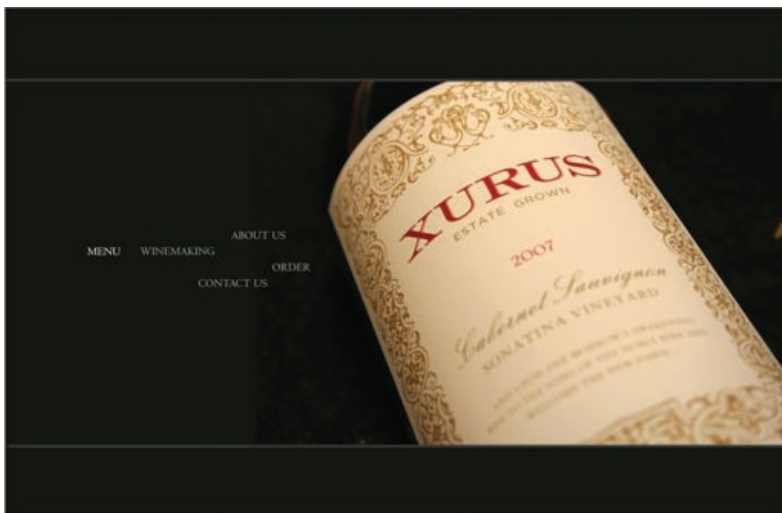 ABOUT US
MENU WINEMAKING
ORDER
CONTACT US
XURUS
ESTATE GROWN
2007
Cabernet Sauvignon
SONATINA VINEYARD